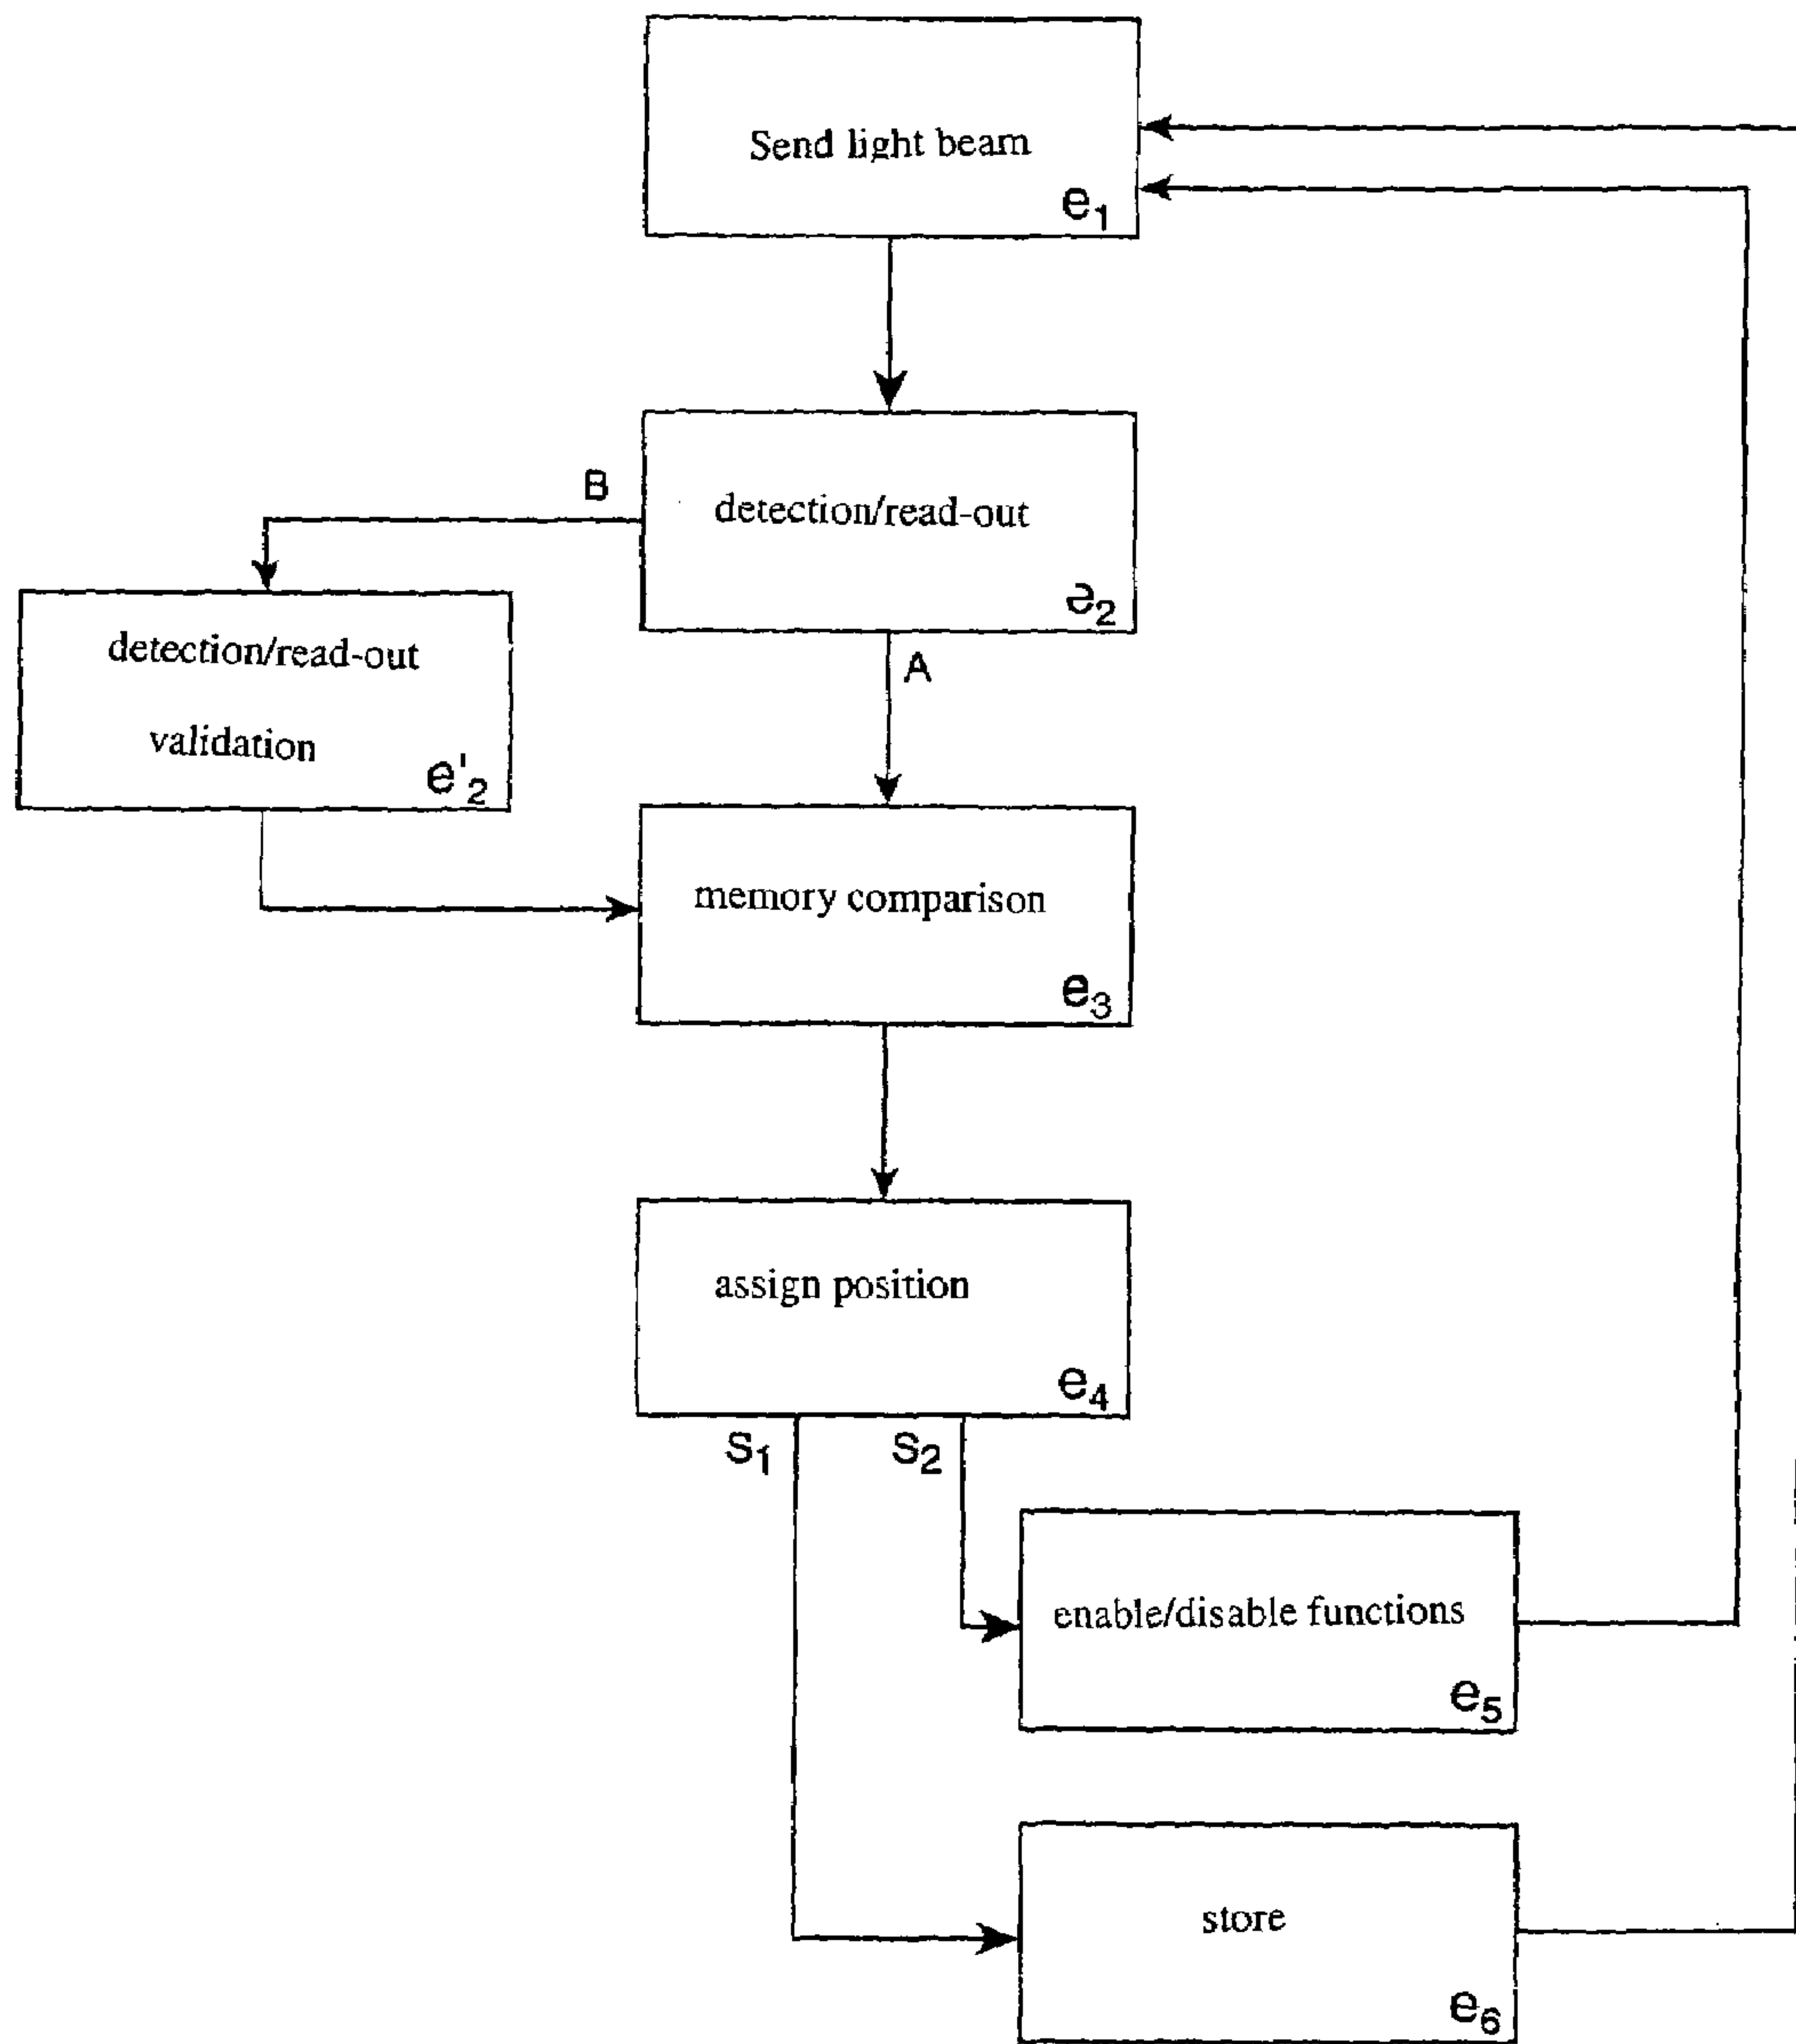 Send light beam
e1
B
detection/read-out
e2
A
detection/read-out
validation
e'2
memory comparison
e3
assign position
e4
S1
S2
enable/disable functions
e5
store
e6